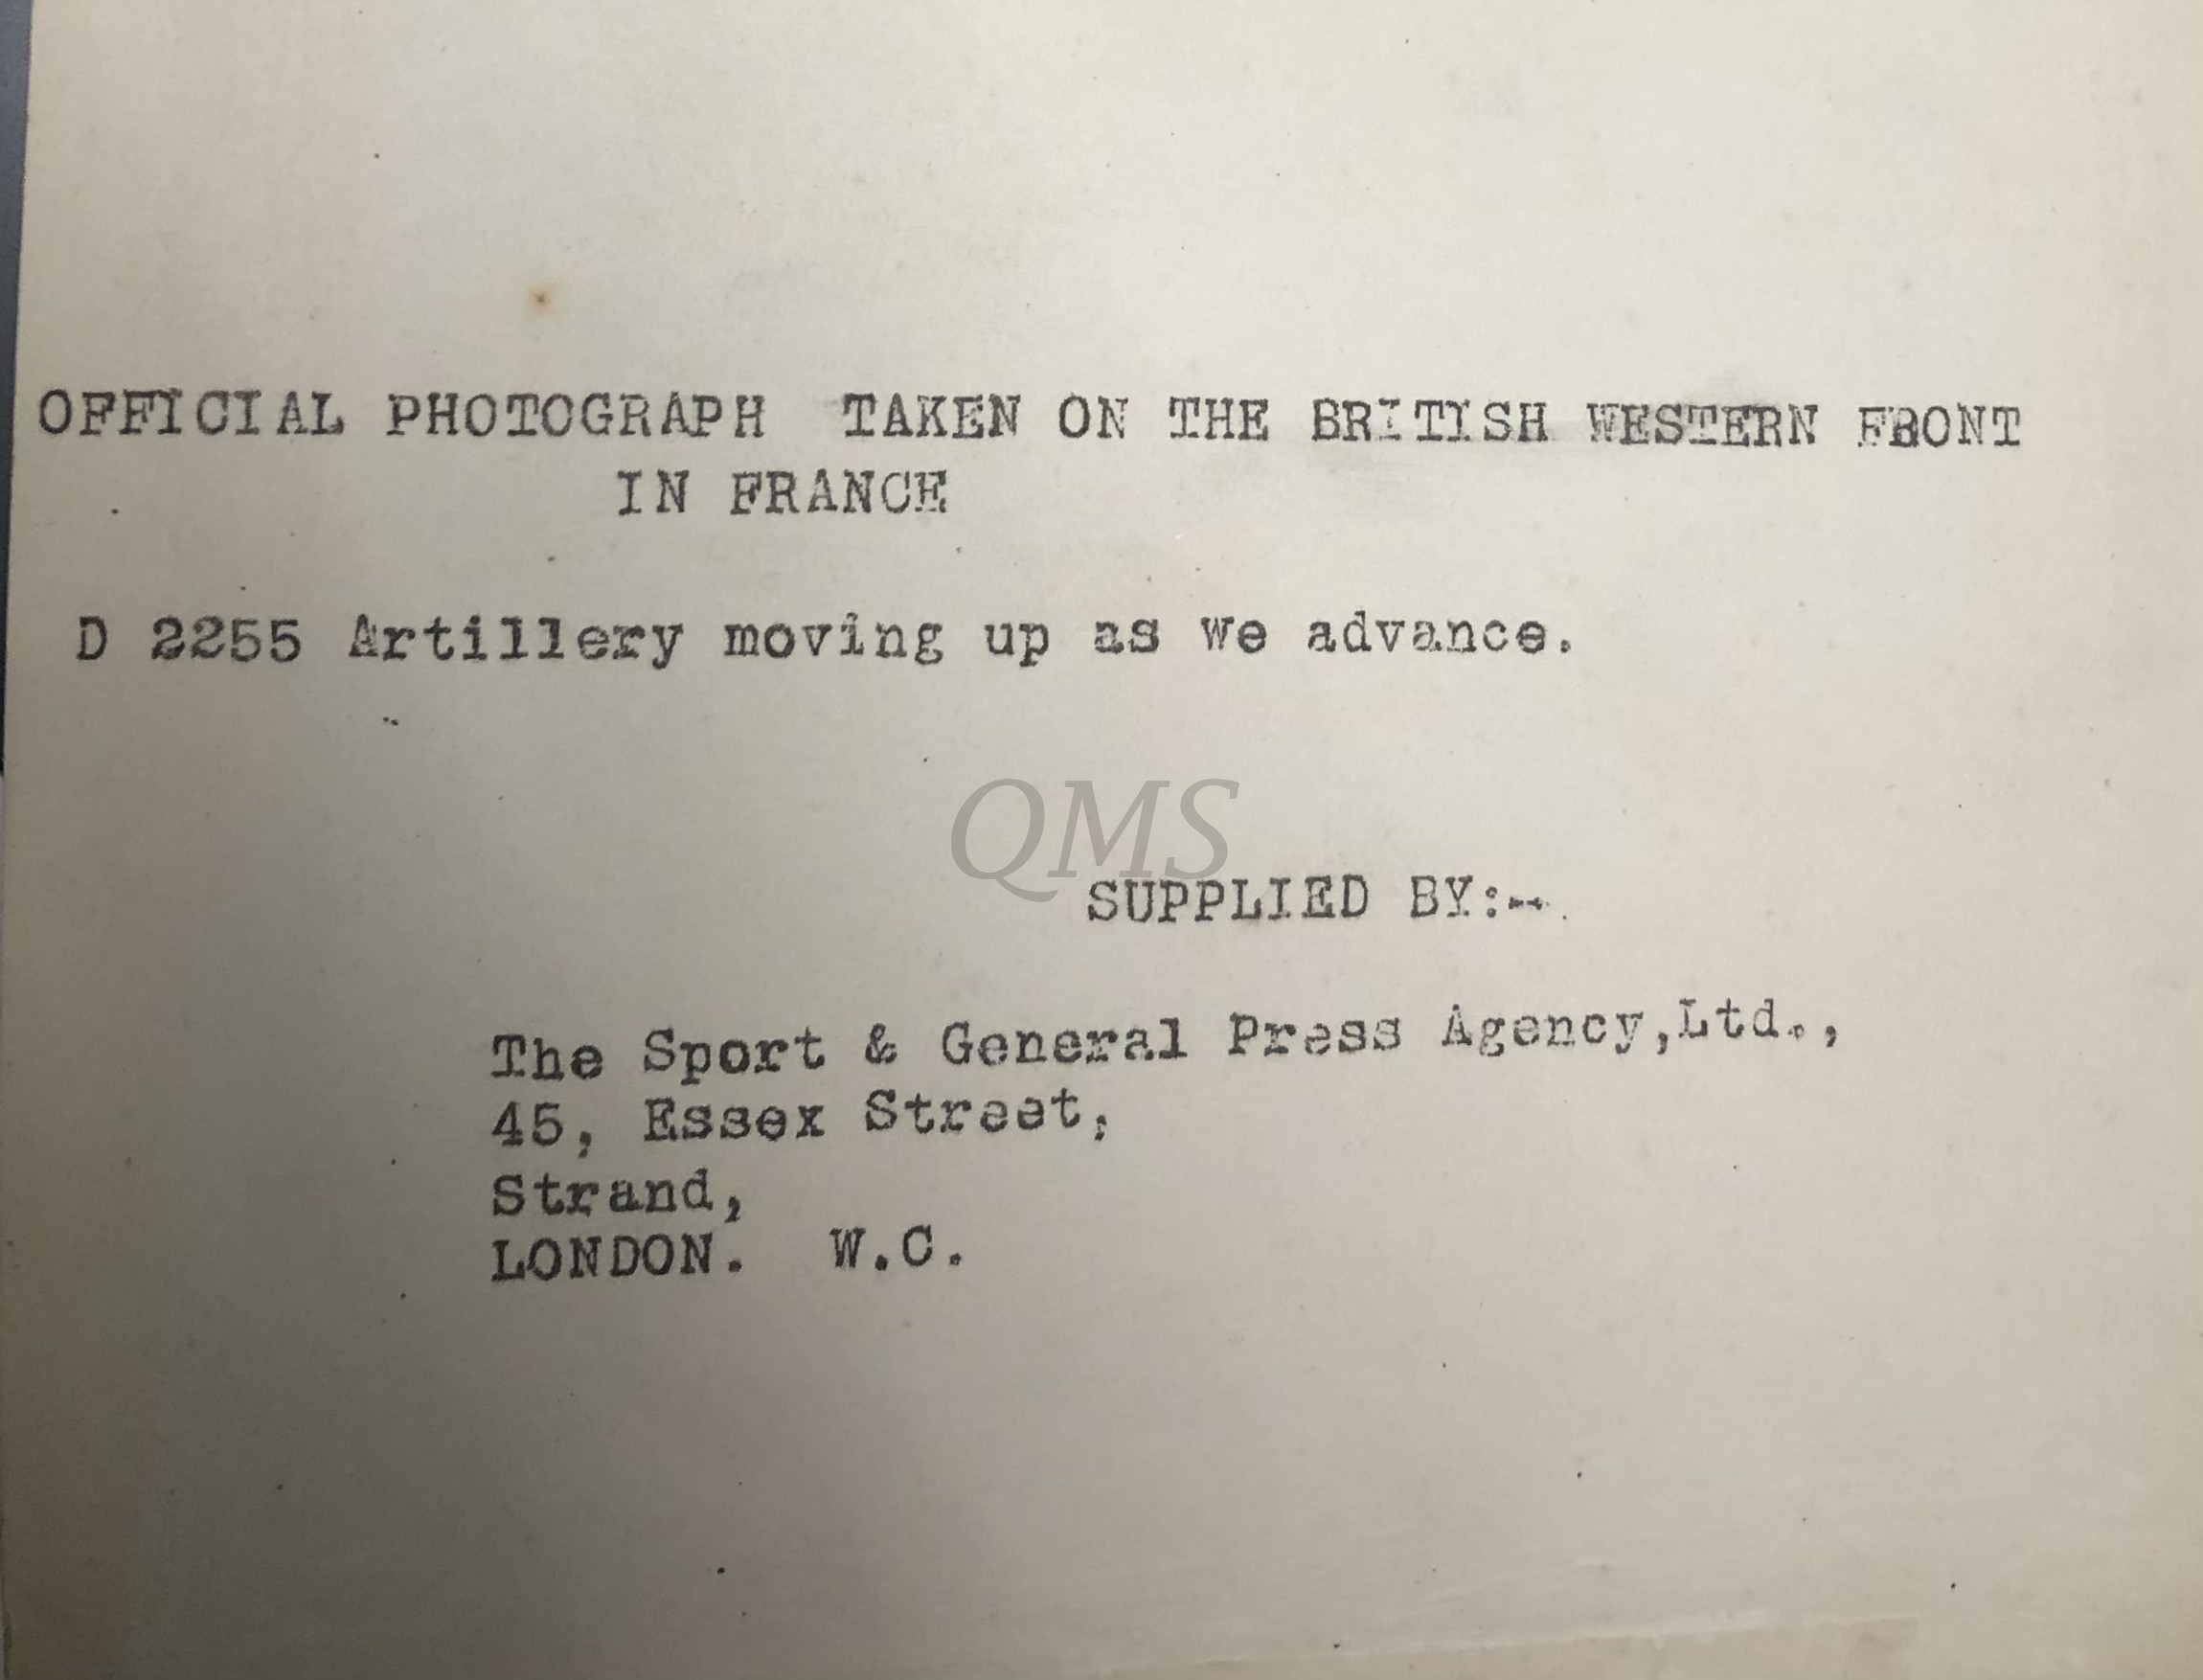 OFFICIAL PHOTOGRAPH TAKEN ON THE BRITISH WESTERN FRONT
IN FRANCE
D 2255 Artillery moving up as we advance.
QMS
SUPPLIED BY:--
The Sport & General Press Agency,Ltd.,
45, Essex Street,
Strand,
LONDON. W.C.